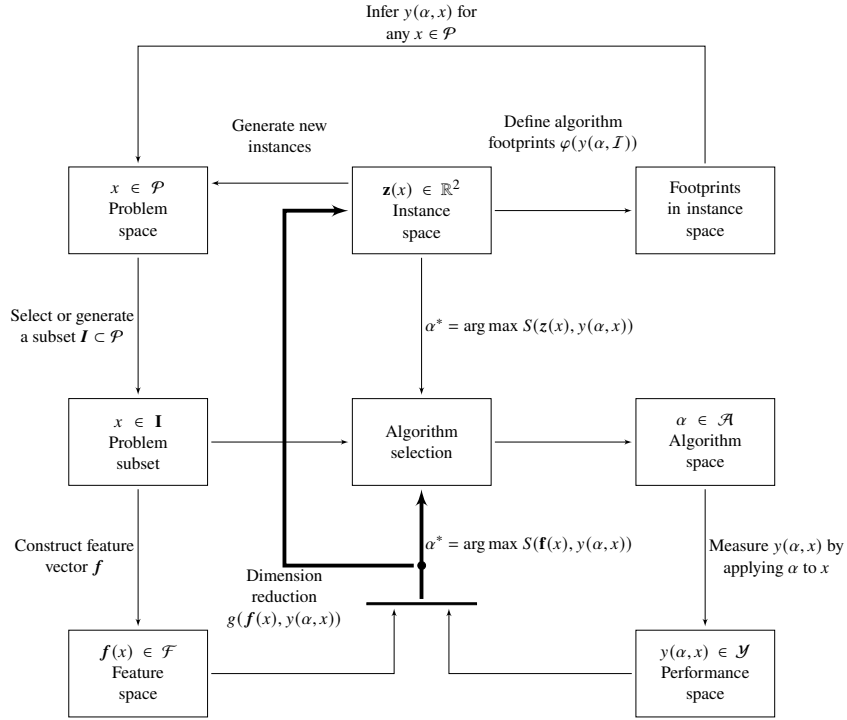 Infer y(α, x) for
any x ∈ 𝒫
Generate new
instances
Define algorithm
footprints φ(y(α, ℐ))
x ∈ 𝒫
Problem
space
z(x) ∈ ℝ²
Instance
space
Footprints
in instance
space
Select or generate
a subset I ⊂ 𝒫
α* = arg max S(z(x), y(α, x))
x ∈ I
Problem
subset
Algorithm
selection
α ∈ 𝒜
Algorithm
space
Construct feature
vector f
α* = arg max S(f(x), y(α, x))
Measure y(α, x) by
applying α to x
Dimension
reduction
g(f(x), y(α, x))
f(x) ∈ ℱ
Feature
space
y(α, x) ∈ 𝒴
Performance
space